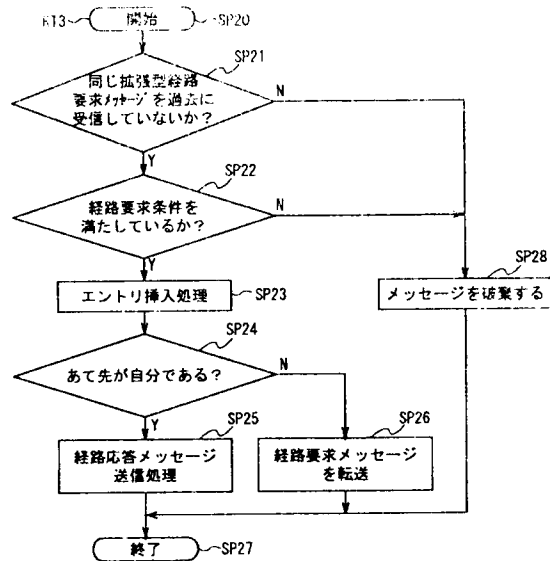 RT3
開始
SP20
SP21
同じ拡張型経路
要求メッセージを過去に
受信していないか？
N
Y
SP22
経路要求条件を
満たしているか？
N
Y
SP28
エントリ挿入処理
SP23
メッセージを破棄する
SP24
あて先が自分である？
N
Y
SP25
SP26
経路応答メッセージ
送信処理
経路要求メッセージ
を転送
終了
SP27